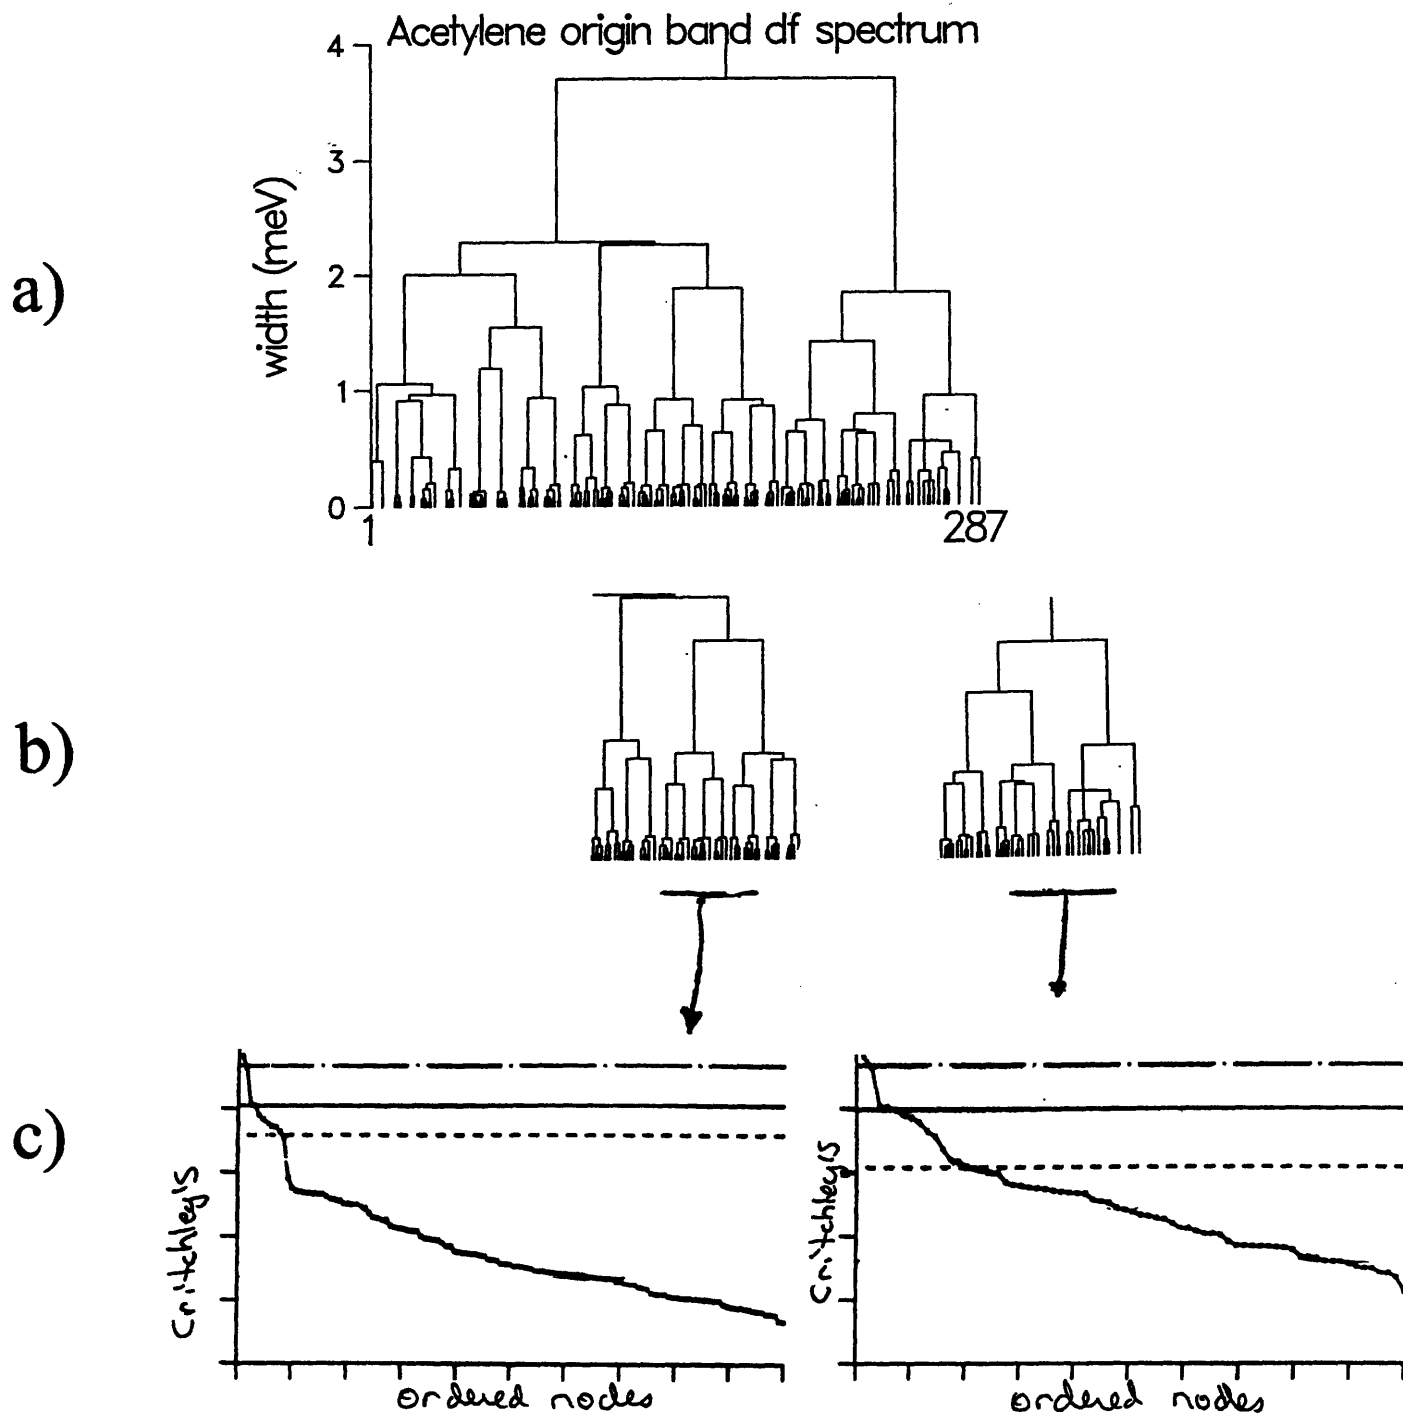 Acetylene origin band df spectrum
4
3
2
1
0
width (meV)
1
287
a)
b)
c)
Critchley's
ordered nodes
Critchley's
ordered nodes